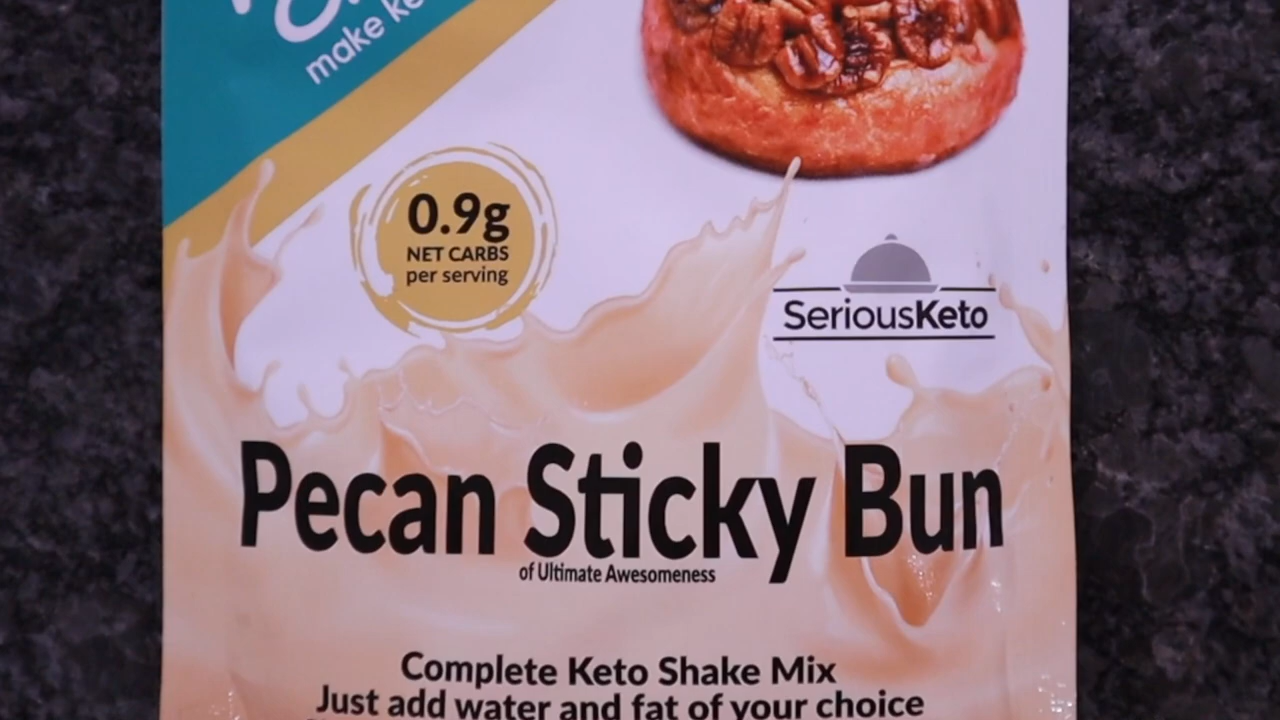 make
0.9g
NET CARBS
per serving
SeriousKeto
Pecan Sticky Bun
of Ultimate Awesomeness
Complete Keto Shake Mix
Just add water and fat of your choice